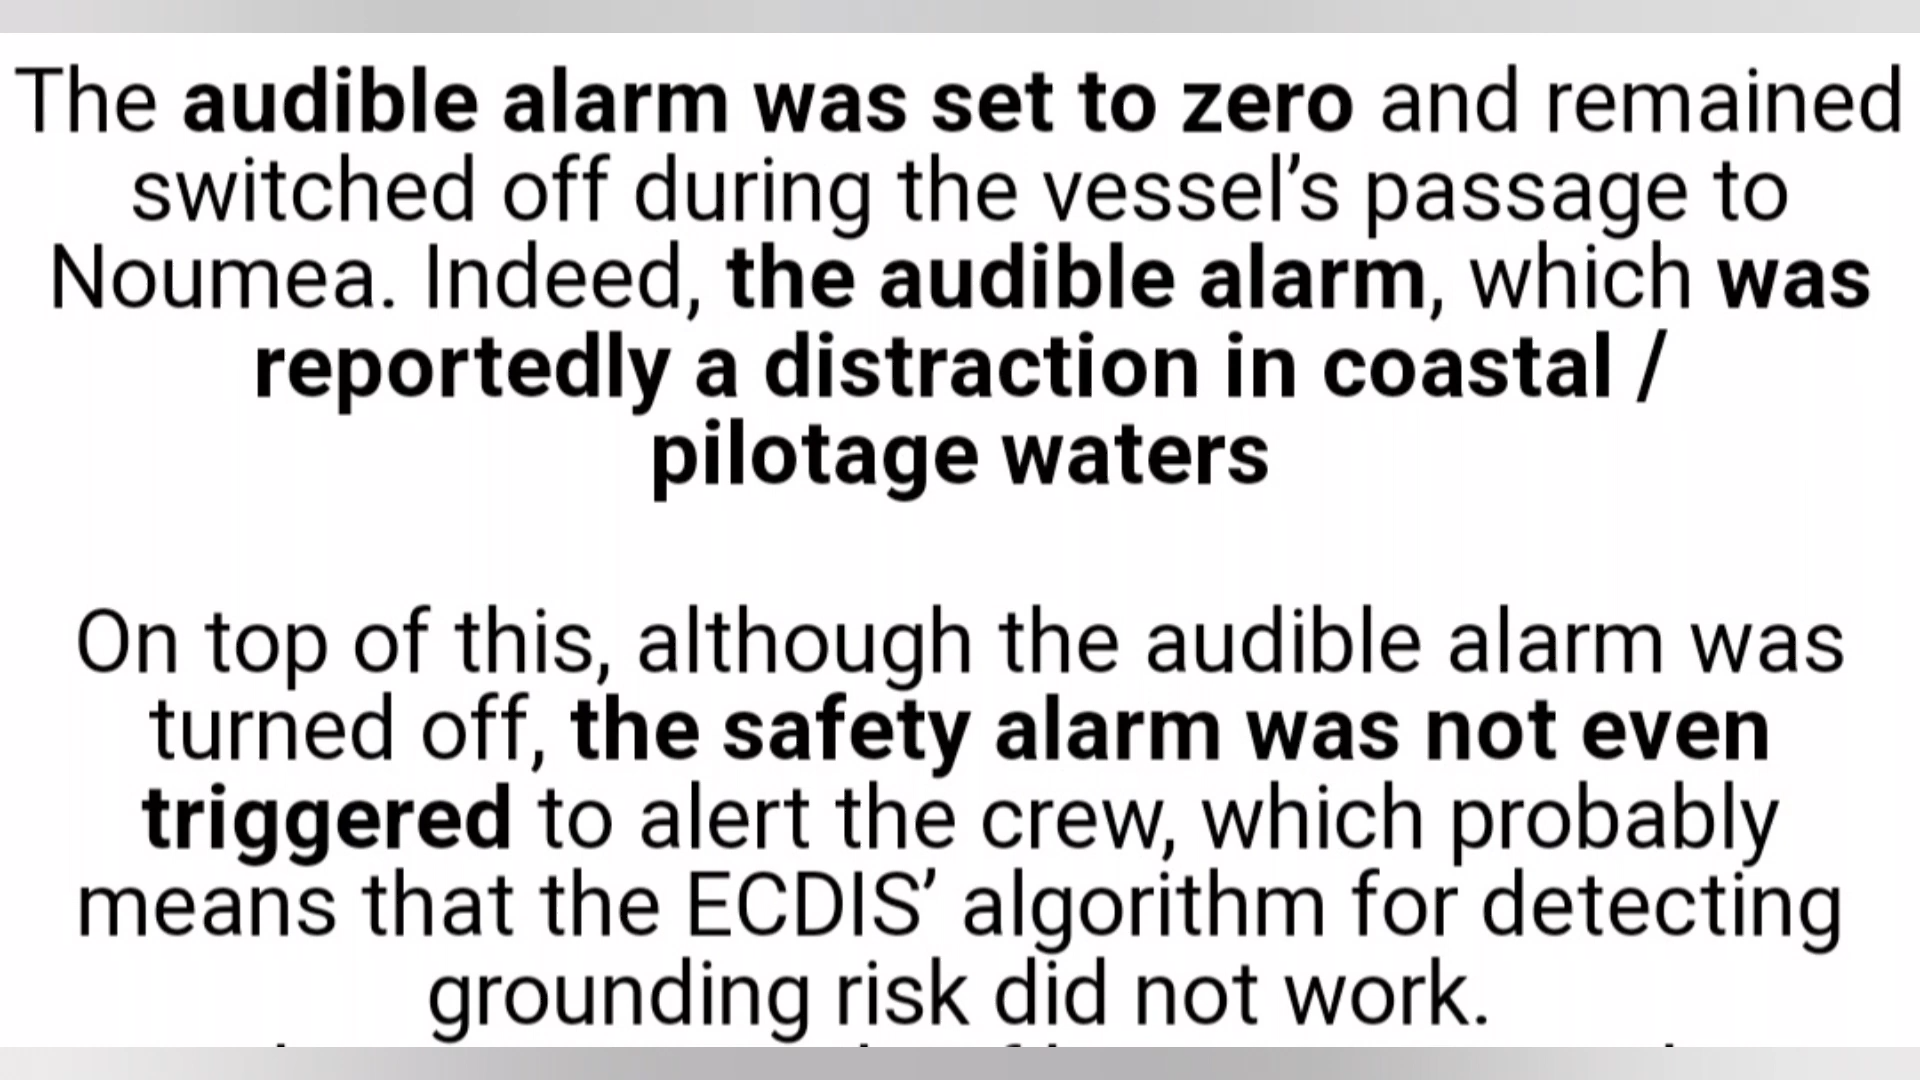 The audible alarm was set to zero and remained
switched off during the vessel’s passage to
Noumea. Indeed, the audible alarm, which was
reportedly a distraction in coastal /
pilotage waters
On top of this, although the audible alarm was
turned off, the safety alarm was not even
triggered to alert the crew, which probably
means that the ECDIS’ algorithm for detecting
grounding risk did not work.